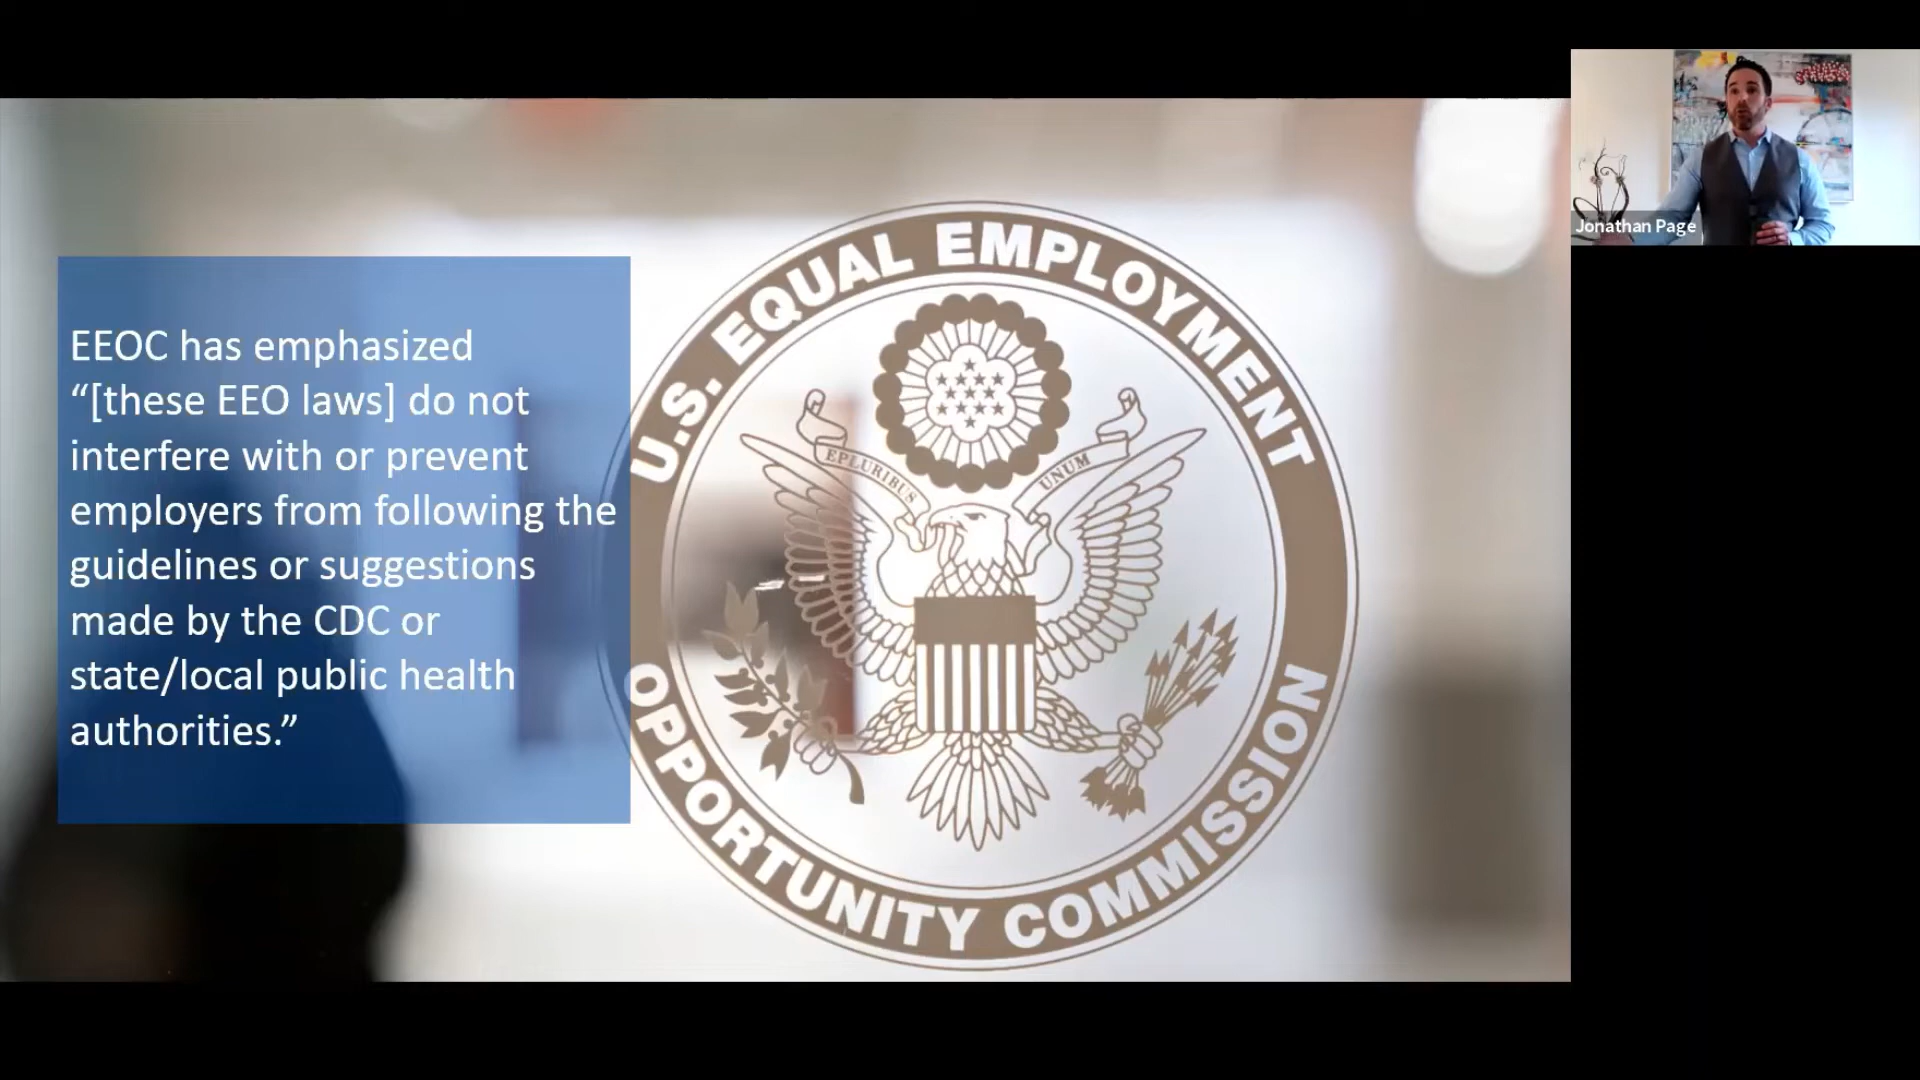 EEOC has emphasized
“[these EEO laws] do not
interfere with or prevent
employers from following the
guidelines or suggestions
made by the CDC or
state/local public health
authorities.”
U.S. EQUAL EMPLOYMENT
E PLURIBUS UNUM
OPPORTUNITY COMMISSION
Jonathan Page